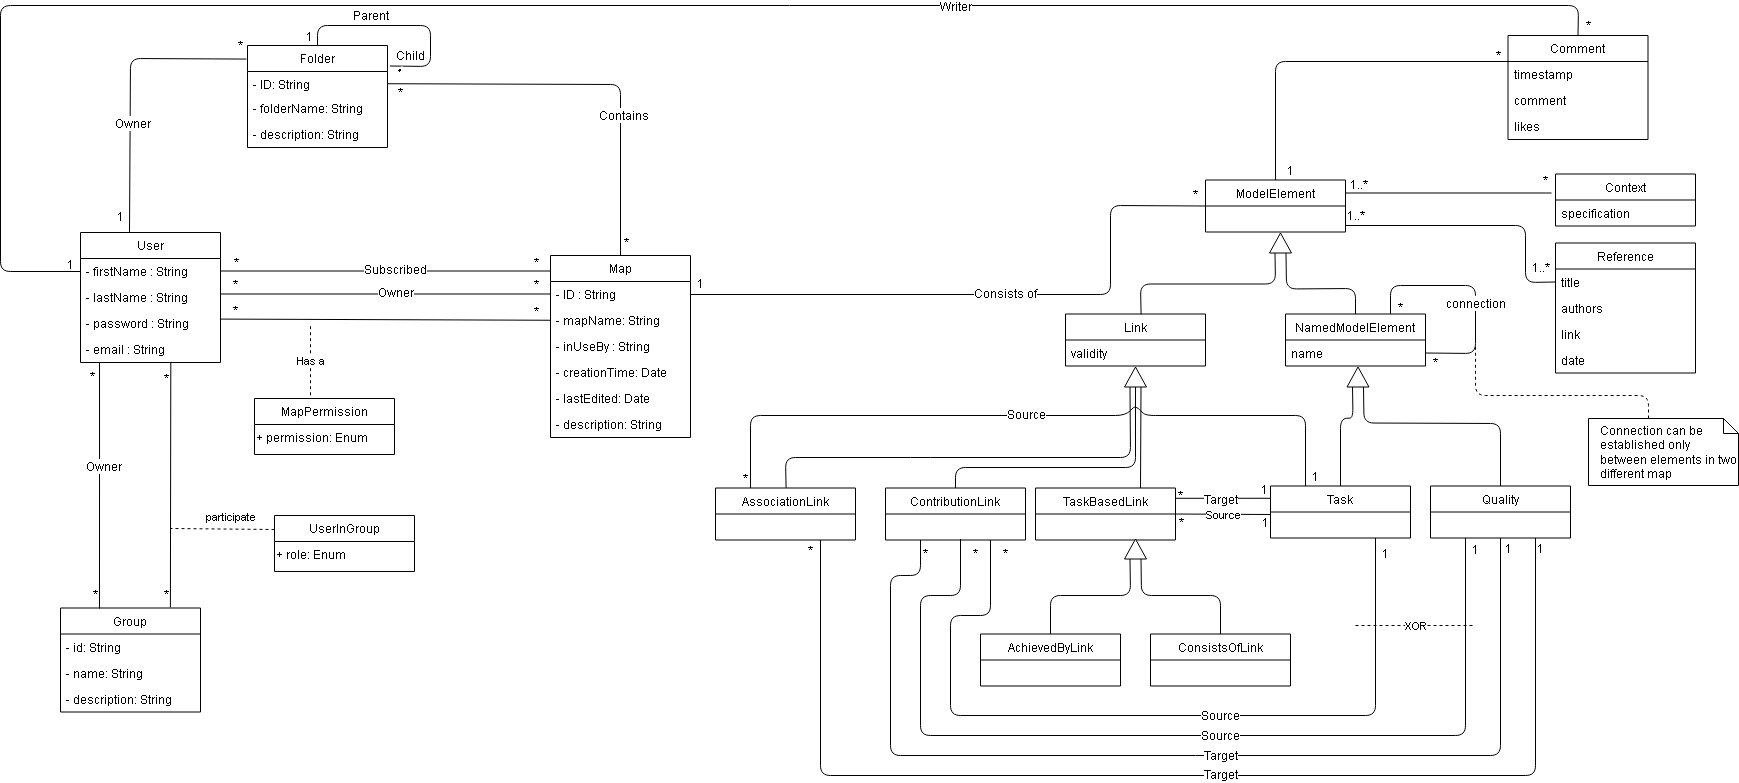 Writer
Parent
1
*
*
Folder
Child
*
Comment
- ID: String
*
- folderName: String
- description: String
timestamp
comment
likes
*
Owner
Contains
1
*
1
1..*
*
*
ModelElement
Context
specification
1..*
Reference
1..*
title
authors
link
date
User
1
- firstName : String
- lastName : String
- password : String
- email : String
*
Subscribed
*
*
Owner
*
*
*
Has a
MapPermission
+ permission: Enum
Map
- ID : String
- mapName: String
- inUseBy : String
- creationTime: Date
- lastEdited: Date
- description: String
1
Consists of
Link
validity
NamedModelElement
name
*
connection
*
Connection can be
established only
between elements in two
different map
*
*
Owner
participate
UserInGroup
+ role: Enum
*
*
Group
- id: String
- name: String
- description: String
Source
*
1
AssociationLink
ContributionLink
TaskBasedLink
*
Target
1
*
Source
1
Task
Quality
*
*
*
*
1
1
1
1
AchievedByLink
ConsistsOfLink
XOR
Source
Source
Target
Target